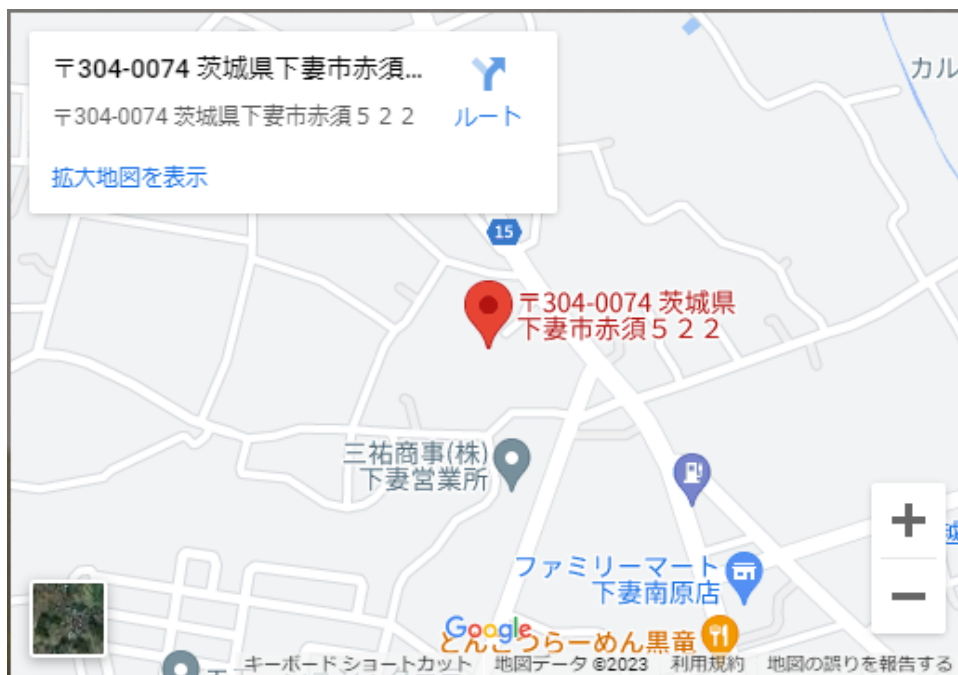 〒304-0074 茨城県下妻市赤須...
〒304-0074 茨城県下妻市赤須５２２
ルート
拡大地図を表示
カル
15
〒304-0074 茨城県
下妻市赤須５２２
三祐商事(株)
下妻営業所
ファミリーマート
下妻南原店
Google
とんこつらーめん黒竜
キーボード ショートカット
地図データ ©2023
利用規約
地図の誤りを報告する